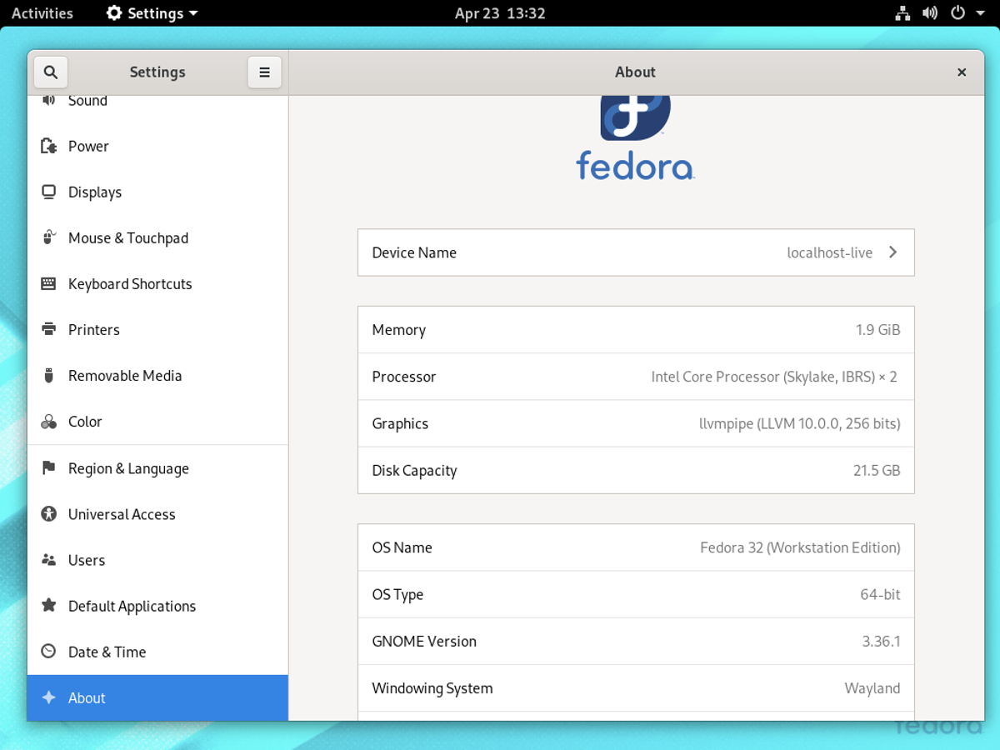 Activities Settings Apr 23 13:32
Settings About
Sound
Power
Displays
Mouse & Touchpad
Keyboard Shortcuts
Printers
Removable Media
Color
Region & Language
Universal Access
Users
Default Applications
Date & Time
About
fedora
Device Name localhost-live
Memory 1.9 GiB
Processor Intel Core Processor (Skylake, IBRS) × 2
Graphics llvmpipe (LLVM 10.0.0, 256 bits)
Disk Capacity 21.5 GB
OS Name Fedora 32 (Workstation Edition)
OS Type 64-bit
GNOME Version 3.36.1
Windowing System Wayland
fedora